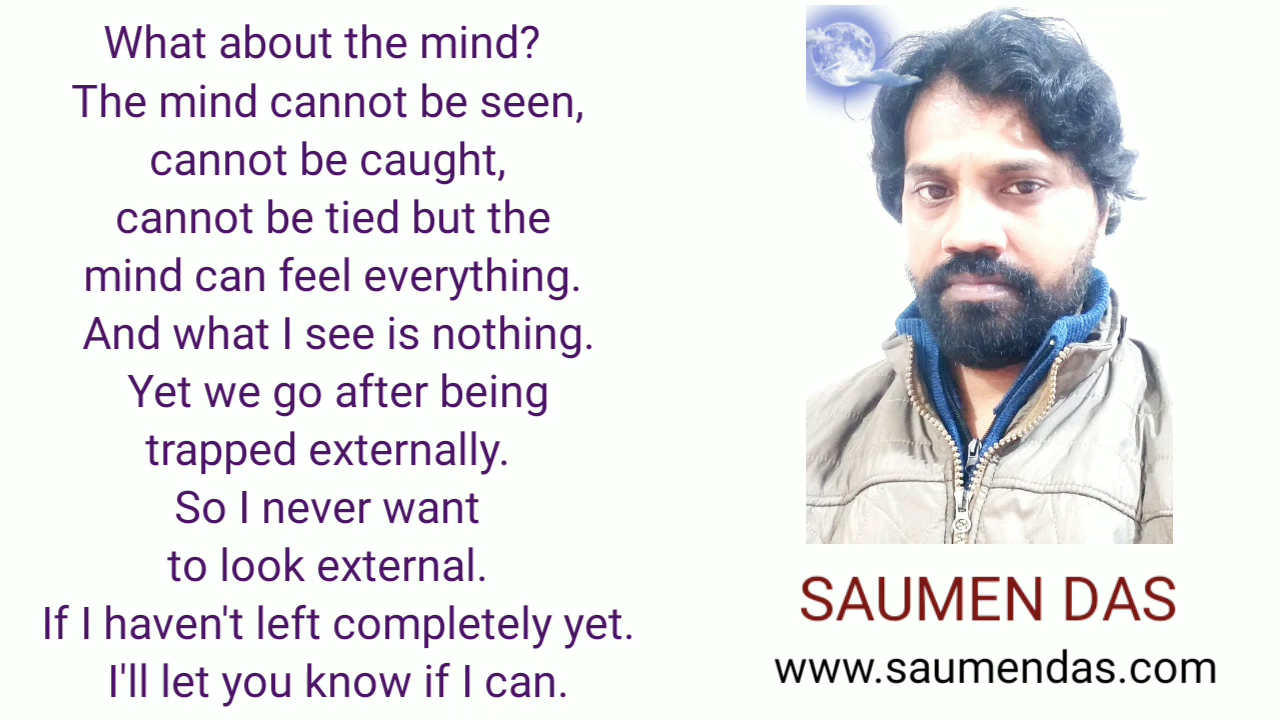 What about the mind?
The mind cannot be seen,
cannot be caught,
cannot be tied but the
mind can feel everything.
And what I see is nothing.
Yet we go after being
trapped externally.
So I never want
to look external.
If I haven't left completely yet.
I'll let you know if I can.
SAUMEN DAS
www.saumendas.com